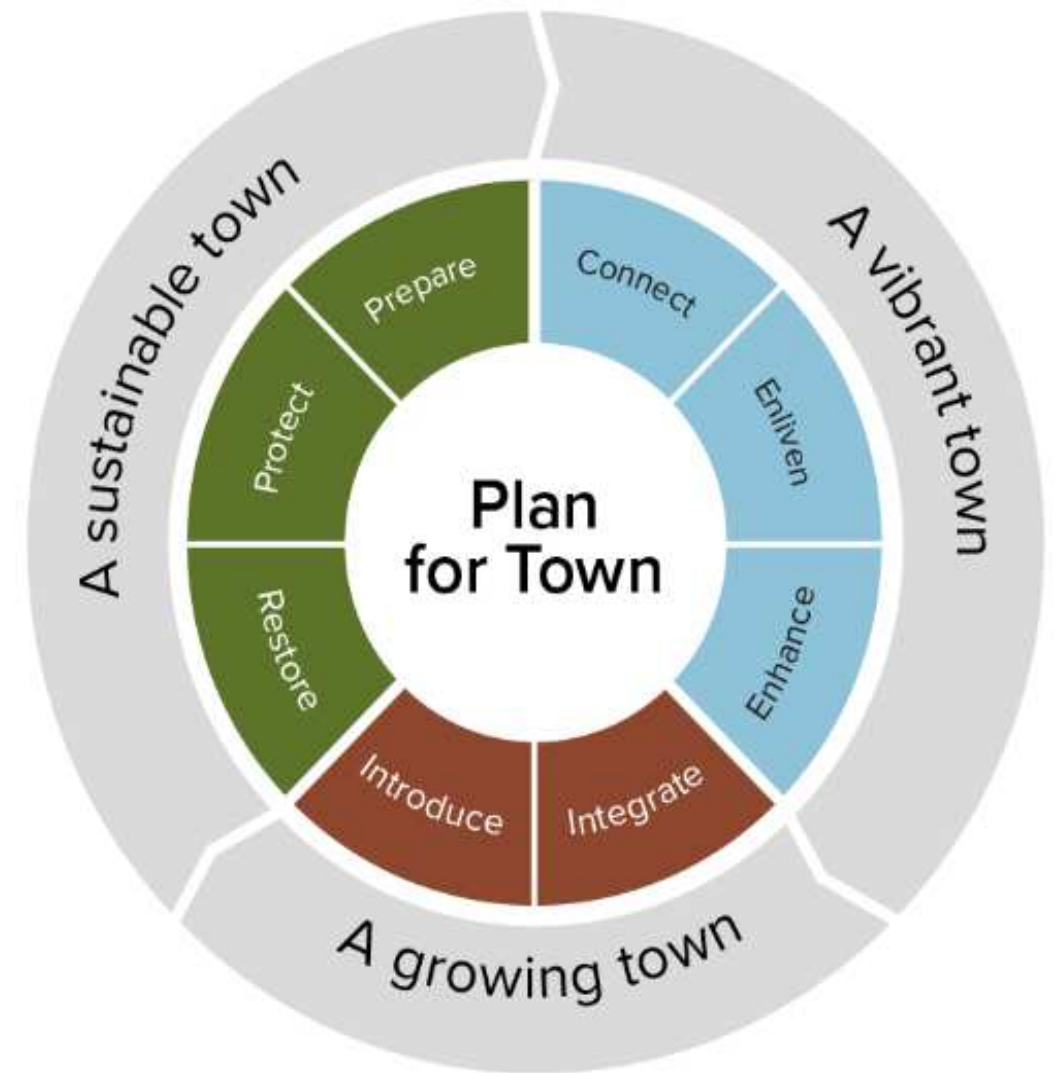 Plan
for Town
A vibrant town
Connect
Enliven
Enhance
A growing town
Integrate
Introduce
A sustainable town
Restore
Protect
Prepare